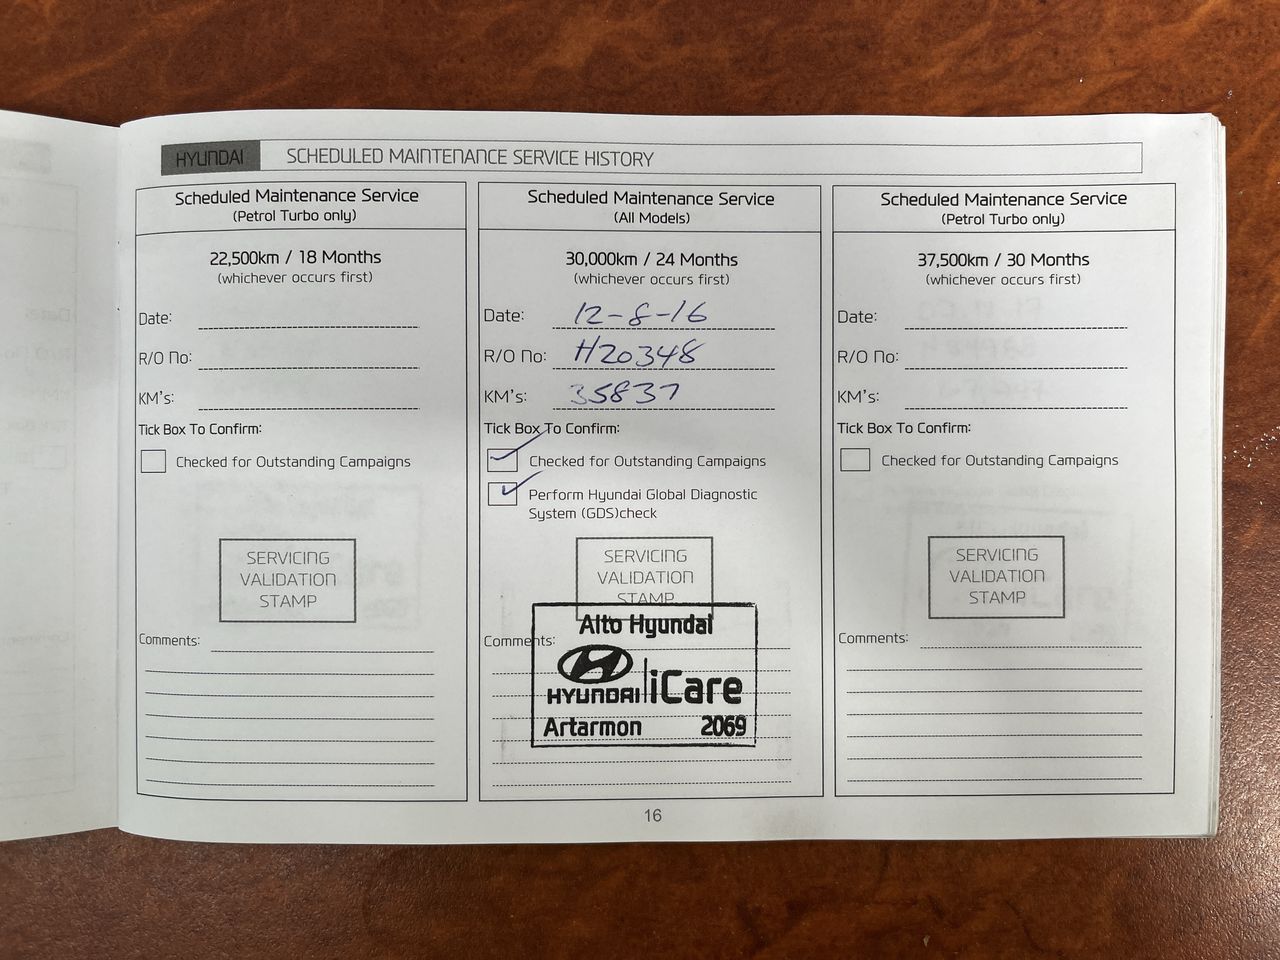 HYUNDAI SCHEDULED MAINTENANCE SERVICE HISTORY
Scheduled Maintenance Service
(Petrol Turbo only)
22,500km / 18 Months
(whichever occurs first)
Date:
R/O No:
KM's:
Tick Box To Confirm:
Checked for Outstanding Campaigns
SERVICING
VALIDATION
STAMP
Comments:
Scheduled Maintenance Service
(All Models)
30,000km / 24 Months
(whichever occurs first)
Date: 12-8-16
R/O No: H20348
KM's: 35837
Tick Box To Confirm:
Checked for Outstanding Campaigns
Perform Hyundai Global Diagnostic
System (GDS)check
SERVICING
VALIDATION
STAMP
Comments:
Alto Hyundai
HYUNDAI iCare
Artarmon 2069
Scheduled Maintenance Service
(Petrol Turbo only)
37,500km / 30 Months
(whichever occurs first)
Date:
R/O No:
KM's:
Tick Box To Confirm:
Checked for Outstanding Campaigns
SERVICING
VALIDATION
STAMP
Comments:
16